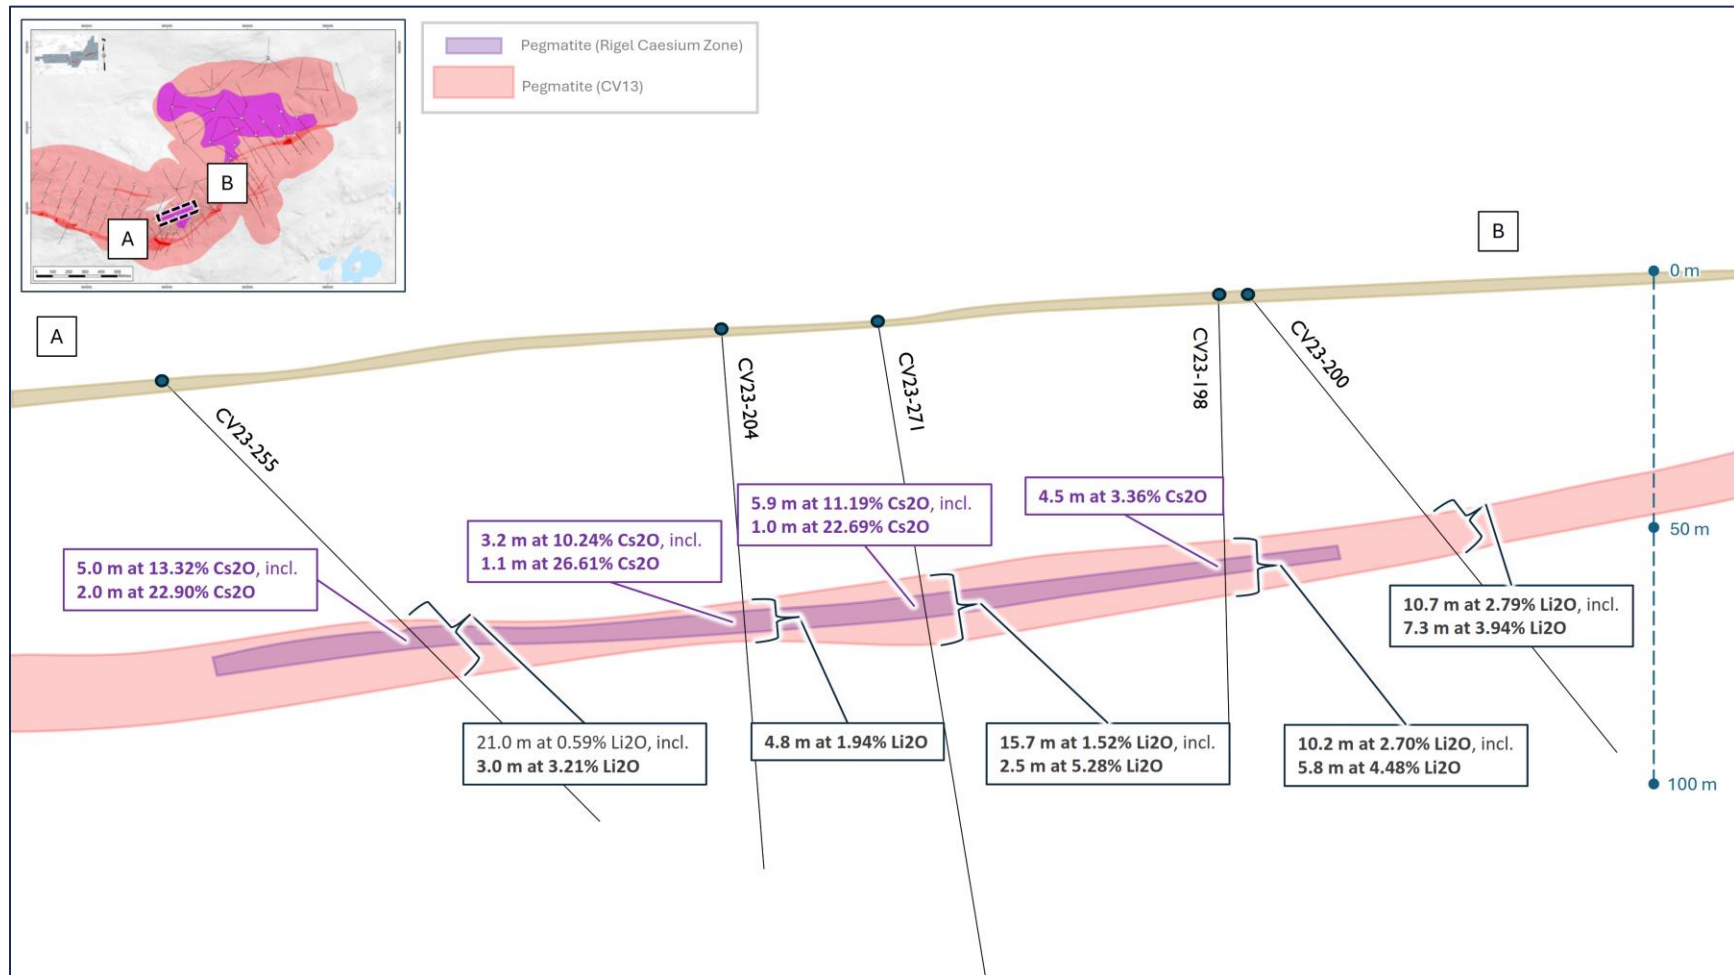 Pegmatite (Rigel Caesium Zone)
Pegmatite (CV13)
B
A
B
A
0 m
50 m
100 m
CV23-255
CV23-204
CV23-271
CV23-198
CV23-200
5.0 m at 13.32% Cs2O, incl.
2.0 m at 22.90% Cs2O
3.2 m at 10.24% Cs2O, incl.
1.1 m at 26.61% Cs2O
5.9 m at 11.19% Cs2O, incl.
1.0 m at 22.69% Cs2O
4.5 m at 3.36% Cs2O
21.0 m at 0.59% Li2O, incl.
3.0 m at 3.21% Li2O
4.8 m at 1.94% Li2O
15.7 m at 1.52% Li2O, incl.
2.5 m at 5.28% Li2O
10.2 m at 2.70% Li2O, incl.
5.8 m at 4.48% Li2O
10.7 m at 2.79% Li2O, incl.
7.3 m at 3.94% Li2O